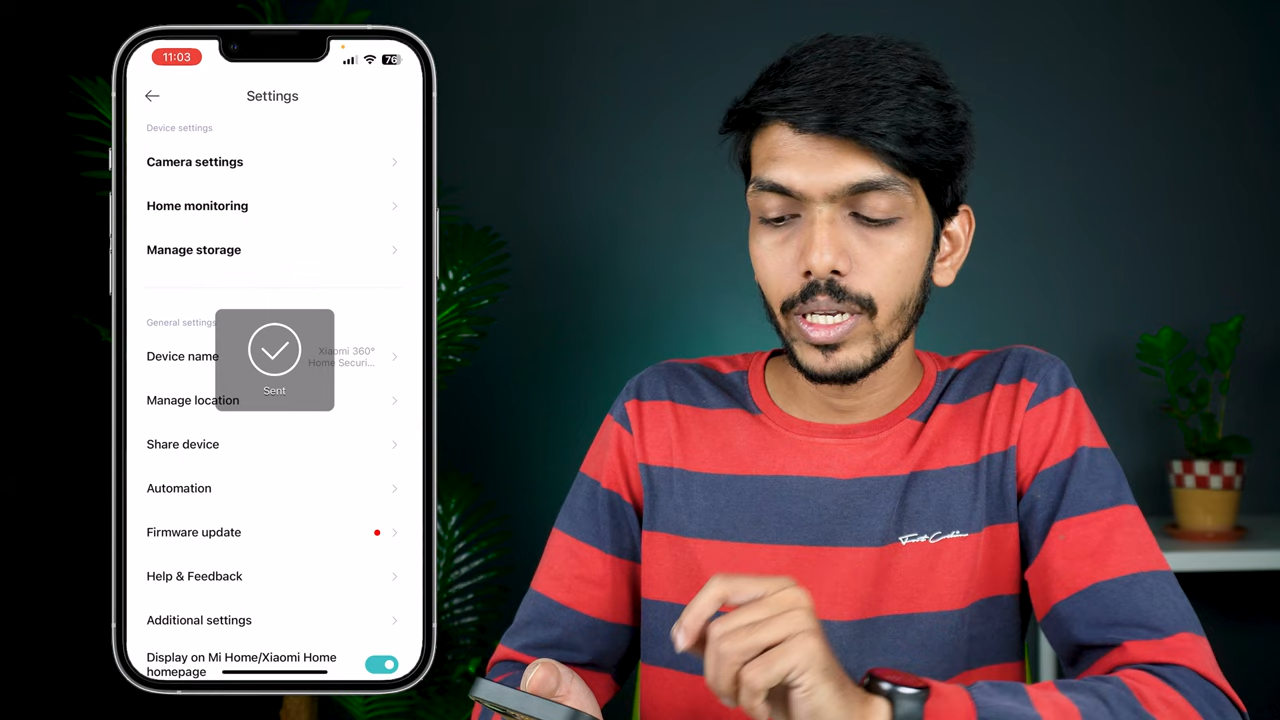 11:03
76
Settings
Device settings
Camera settings
Home monitoring
Manage storage
General settings
Device name
Xiaomi 360°
Home Securi...
Sent
Manage location
Share device
Automation
Firmware update
Help & Feedback
Additional settings
Display on Mi Home/Xiaomi Home
homepage